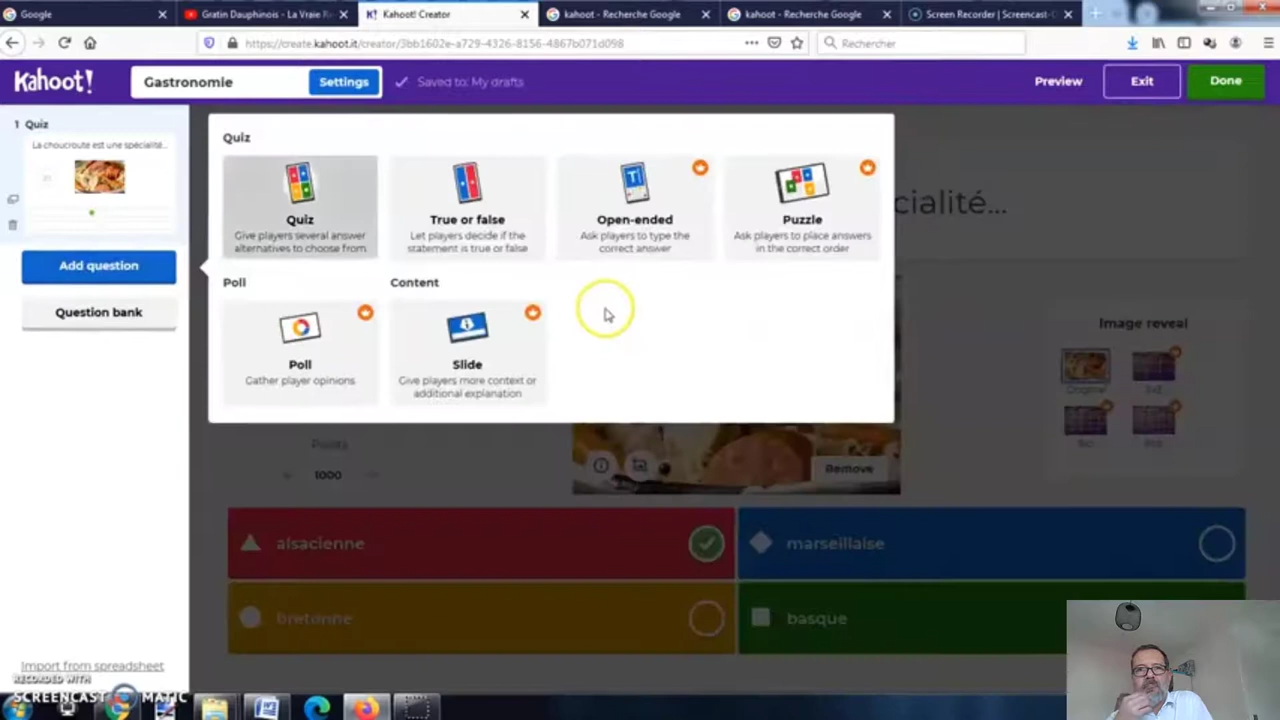 Google
Gratin Dauphinois - La Vraie R
Kahoot! Creator
kahoot - Recherche Google
kahoot - Recherche Google
Screen Recorder | Screencast-O
https://create.kahoot.it/creator/3bb1602e-a729-4326-8156-4867b071d098
Rechercher
Kahoot!
Gastronomie
Settings
Saved to: My drafts
Preview
Exit
Done
1 Quiz
La choucroute est une spécialité...
Add question
Question bank
Import from spreadsheet
Quiz
Quiz
Give players several answer
alternatives to choose from
True or false
Let players decide if the
statement is true or false
Open-ended
Ask players to type the
correct answer
Puzzle
Ask players to place answers
in the correct order
Poll
Content
Poll
Gather player opinions
Slide
Give players more context or
additional explanation
cialité...
Image reveal
Original
Points
1000
Remove
alsacienne
marseillaise
bretonne
basque
RECORDED WITH
SCREENCAST MATIC